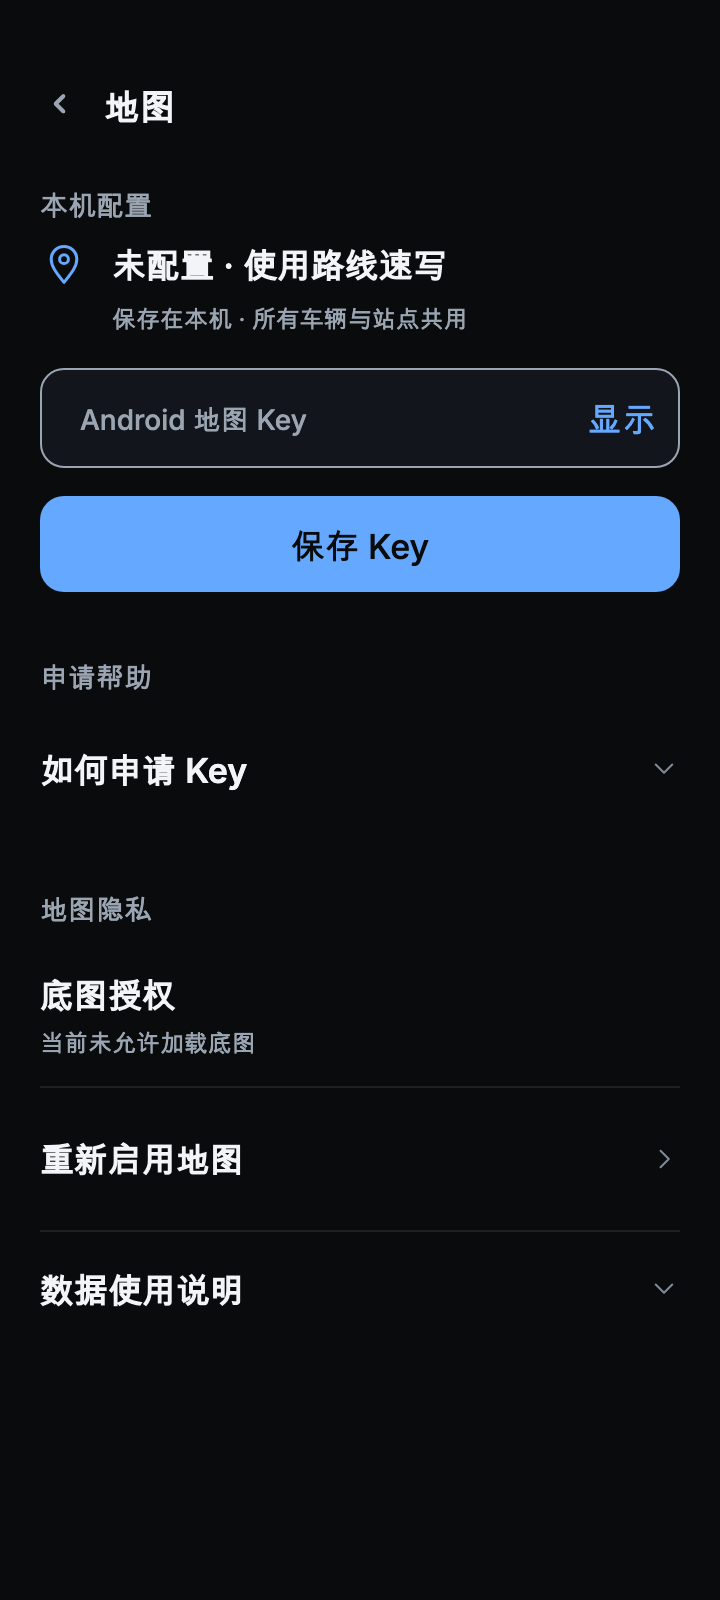 地图
本机配置
未配置 · 使用路线速写
保存在本机 · 所有车辆与站点共用
Android 地图 Key
显示
保存 Key
申请帮助
如何申请 Key
地图隐私
底图授权
当前未允许加载底图
重新启用地图
数据使用说明